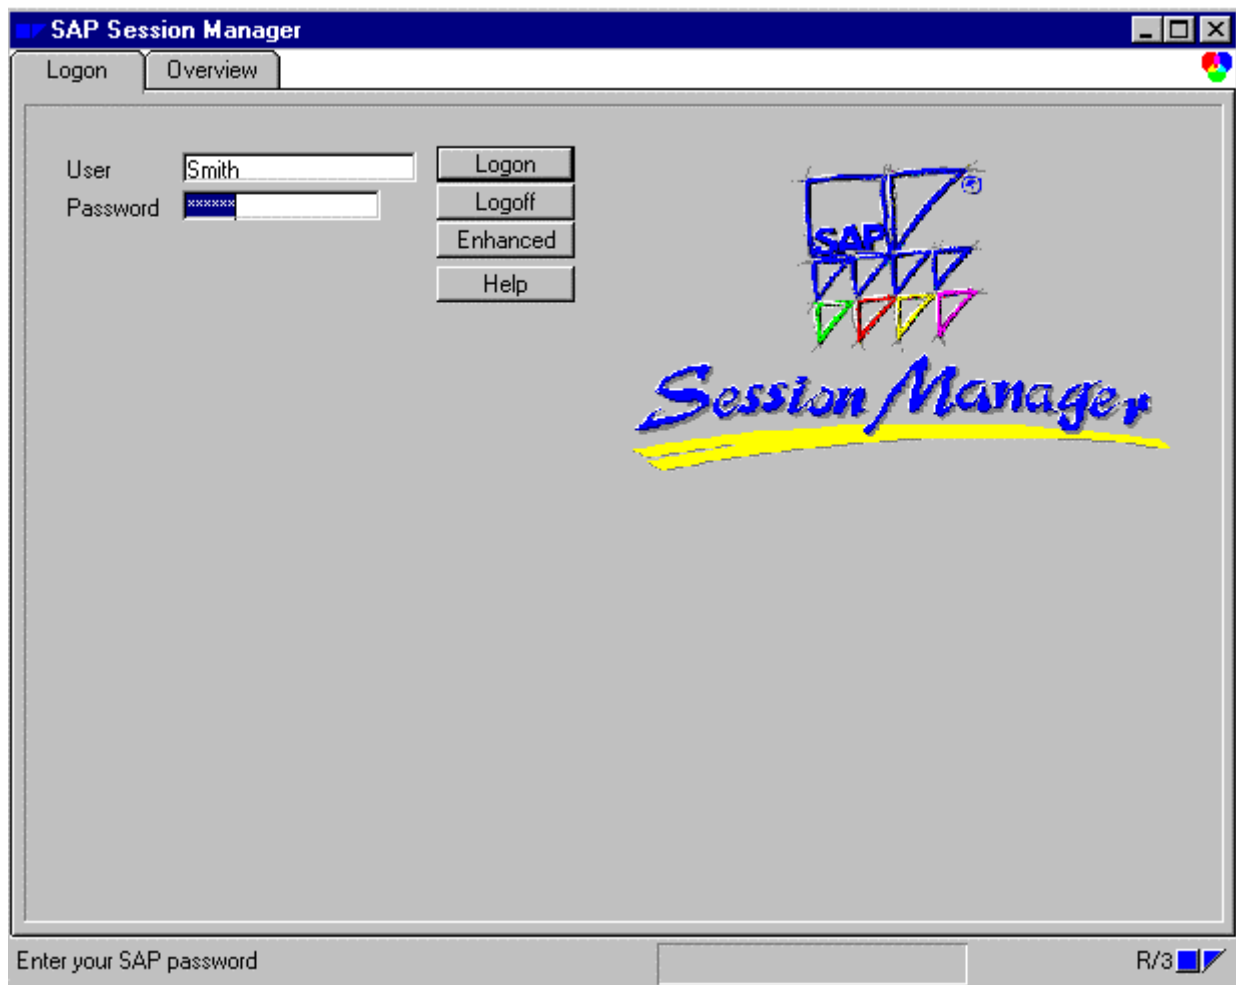 SAP Session Manager
Logon Overview
User Smith Logon
Password ****** Logoff
Enhanced
Help
SAP ®
Session Manager
Enter your SAP password R/3